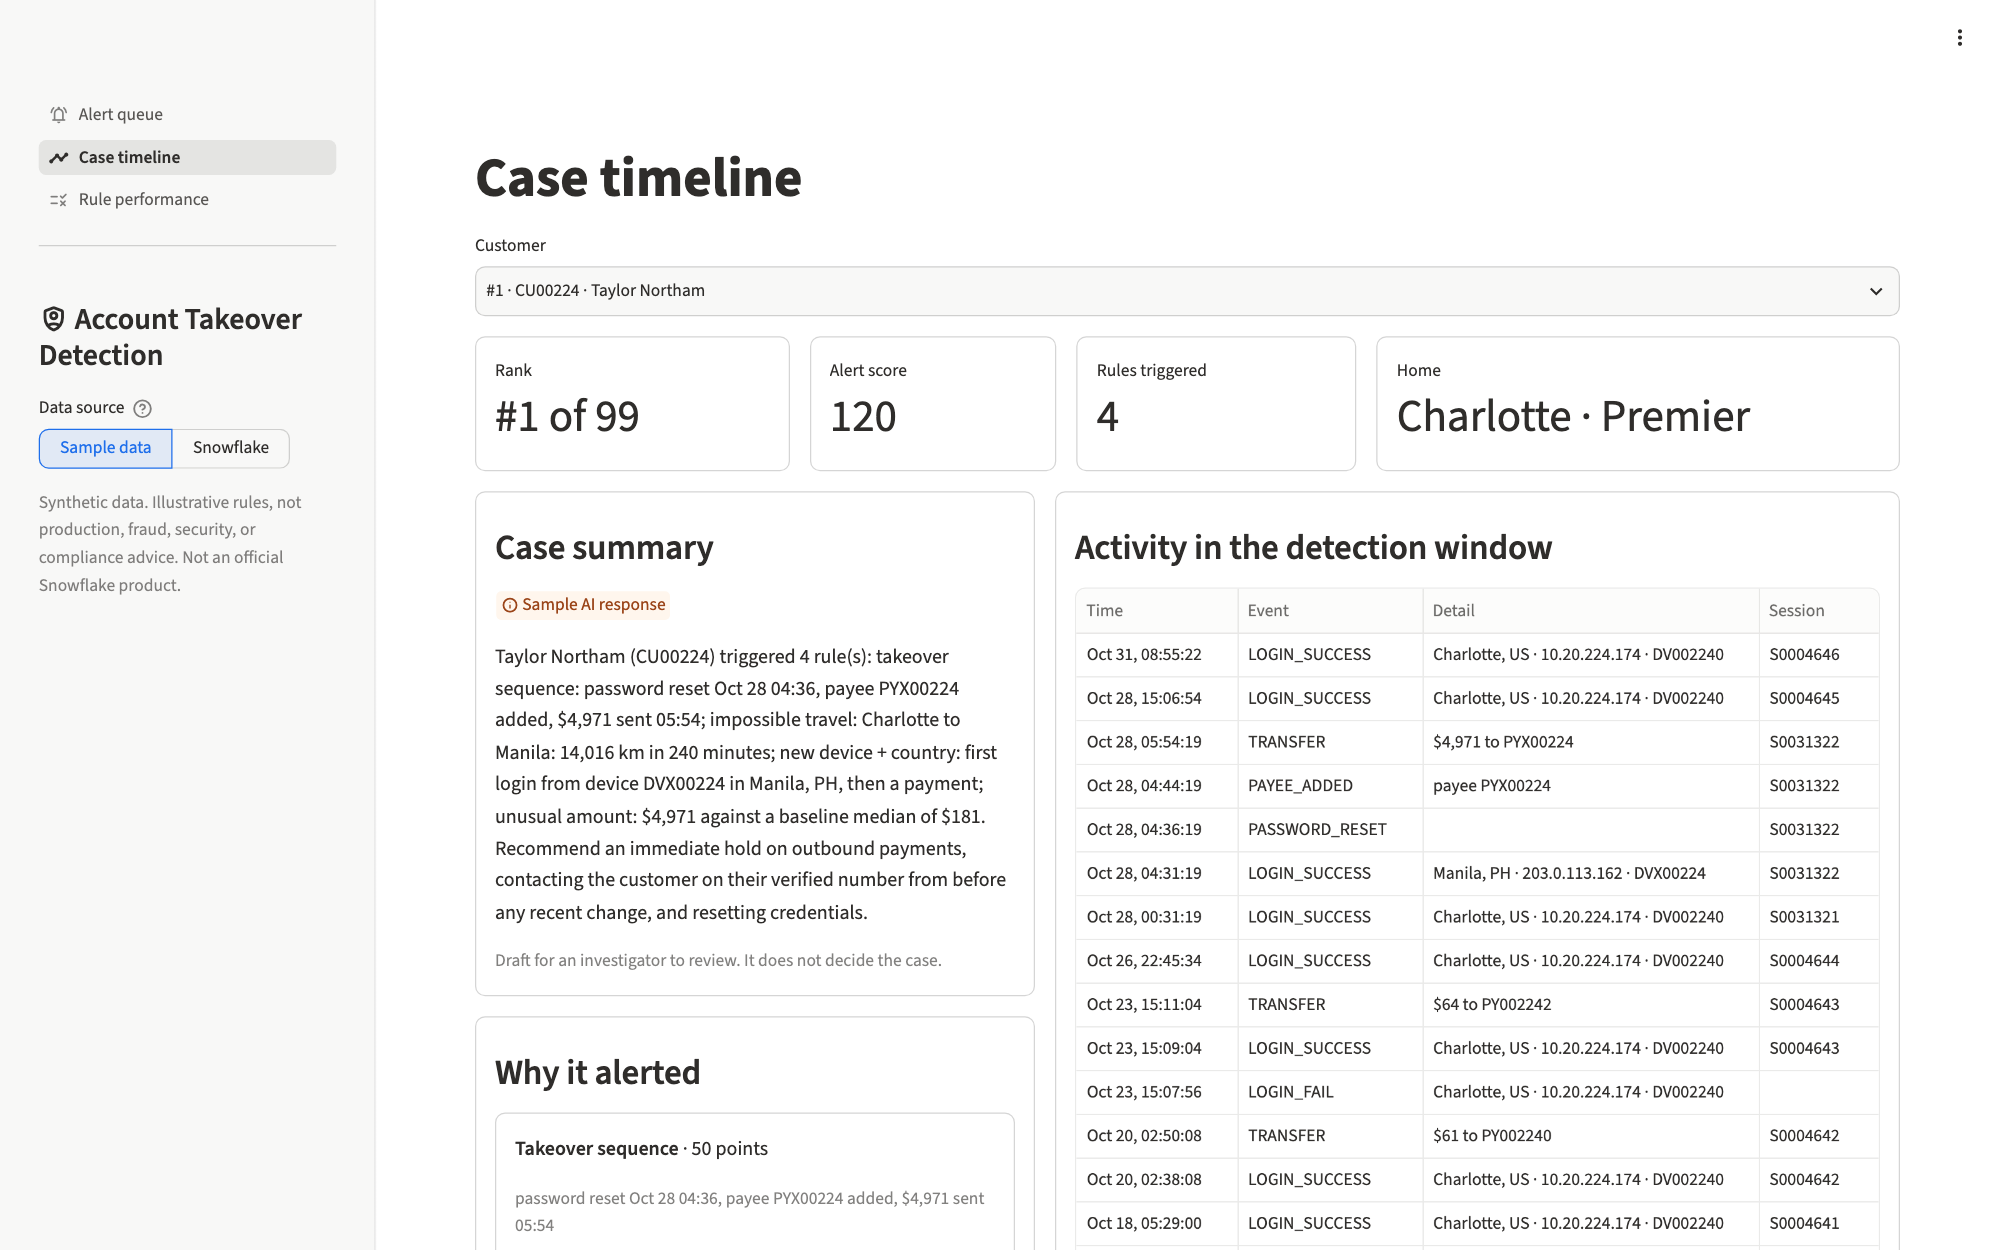 Alert queue
Case timeline
Rule performance
Account Takeover
Detection
Data source
Sample data
Snowflake
Synthetic data. Illustrative rules, not
production, fraud, security, or
compliance advice. Not an official
Snowflake product.
Case timeline
Customer
#1 · CU00224 · Taylor Northam
Rank
#1 of 99
Alert score
120
Rules triggered
4
Home
Charlotte · Premier
Case summary
Sample AI response
Taylor Northam (CU00224) triggered 4 rule(s): takeover
sequence: password reset Oct 28 04:36, payee PYX00224
added, $4,971 sent 05:54; impossible travel: Charlotte to
Manila: 14,016 km in 240 minutes; new device + country: first
login from device DVX00224 in Manila, PH, then a payment;
unusual amount: $4,971 against a baseline median of $181.
Recommend an immediate hold on outbound payments,
contacting the customer on their verified number from before
any recent change, and resetting credentials.
Draft for an investigator to review. It does not decide the case.
Why it alerted
Takeover sequence · 50 points
password reset Oct 28 04:36, payee PYX00224 added, $4,971 sent
05:54
Activity in the detection window
Time Event Detail Session
Oct 31, 08:55:22 LOGIN_SUCCESS Charlotte, US · 10.20.224.174 · DV002240 S0004646
Oct 28, 15:06:54 LOGIN_SUCCESS Charlotte, US · 10.20.224.174 · DV002240 S0004645
Oct 28, 05:54:19 TRANSFER $4,971 to PYX00224 S0031322
Oct 28, 04:44:19 PAYEE_ADDED payee PYX00224 S0031322
Oct 28, 04:36:19 PASSWORD_RESET S0031322
Oct 28, 04:31:19 LOGIN_SUCCESS Manila, PH · 203.0.113.162 · DVX00224 S0031322
Oct 28, 00:31:19 LOGIN_SUCCESS Charlotte, US · 10.20.224.174 · DV002240 S0031321
Oct 26, 22:45:34 LOGIN_SUCCESS Charlotte, US · 10.20.224.174 · DV002240 S0004644
Oct 23, 15:11:04 TRANSFER $64 to PY002242 S0004643
Oct 23, 15:09:04 LOGIN_SUCCESS Charlotte, US · 10.20.224.174 · DV002240 S0004643
Oct 23, 15:07:56 LOGIN_FAIL Charlotte, US · 10.20.224.174 · DV002240
Oct 20, 02:50:08 TRANSFER $61 to PY002240 S0004642
Oct 20, 02:38:08 LOGIN_SUCCESS Charlotte, US · 10.20.224.174 · DV002240 S0004642
Oct 18, 05:29:00 LOGIN_SUCCESS Charlotte, US · 10.20.224.174 · DV002240 S0004641